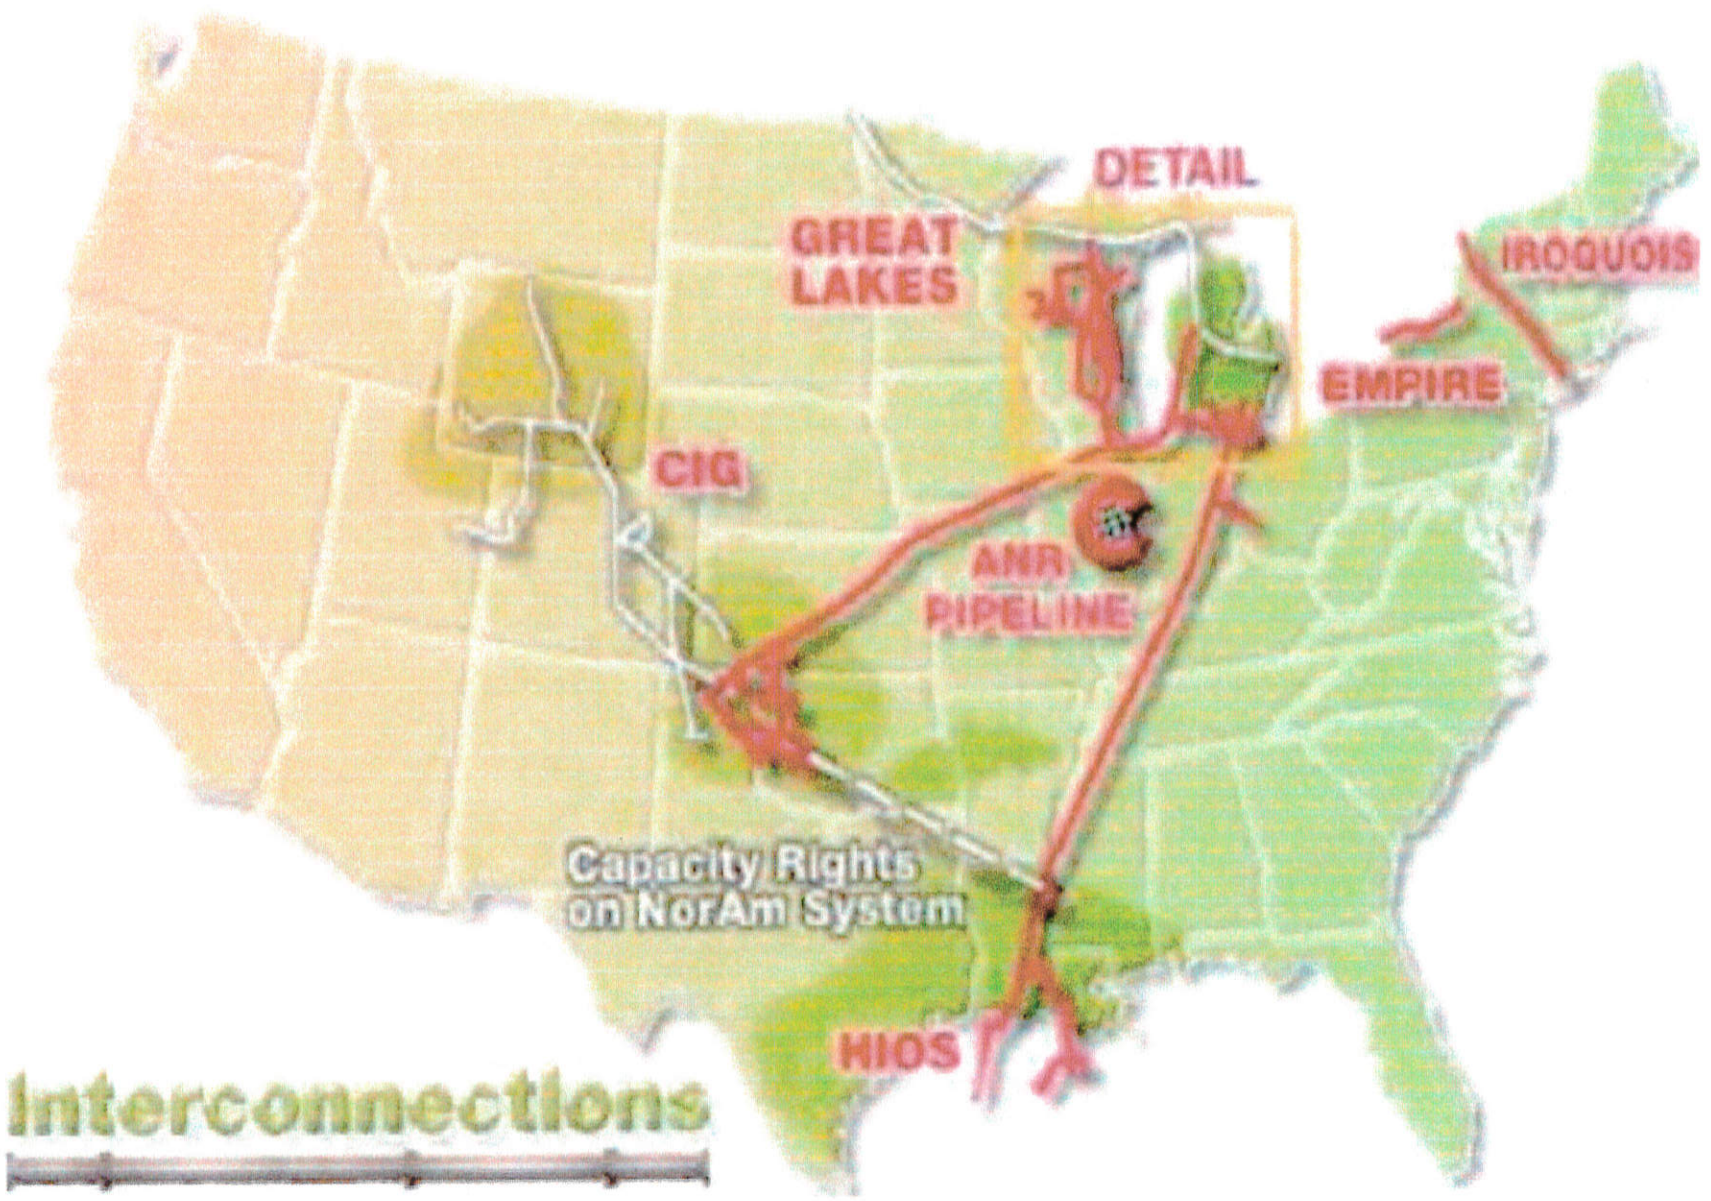 DETAIL
GREAT
LAKES
IROQUOIS
EMPIRE
CIG
ANR
PIPELINE
Capacity Rights
on NorAm System
HIOS
Interconnections